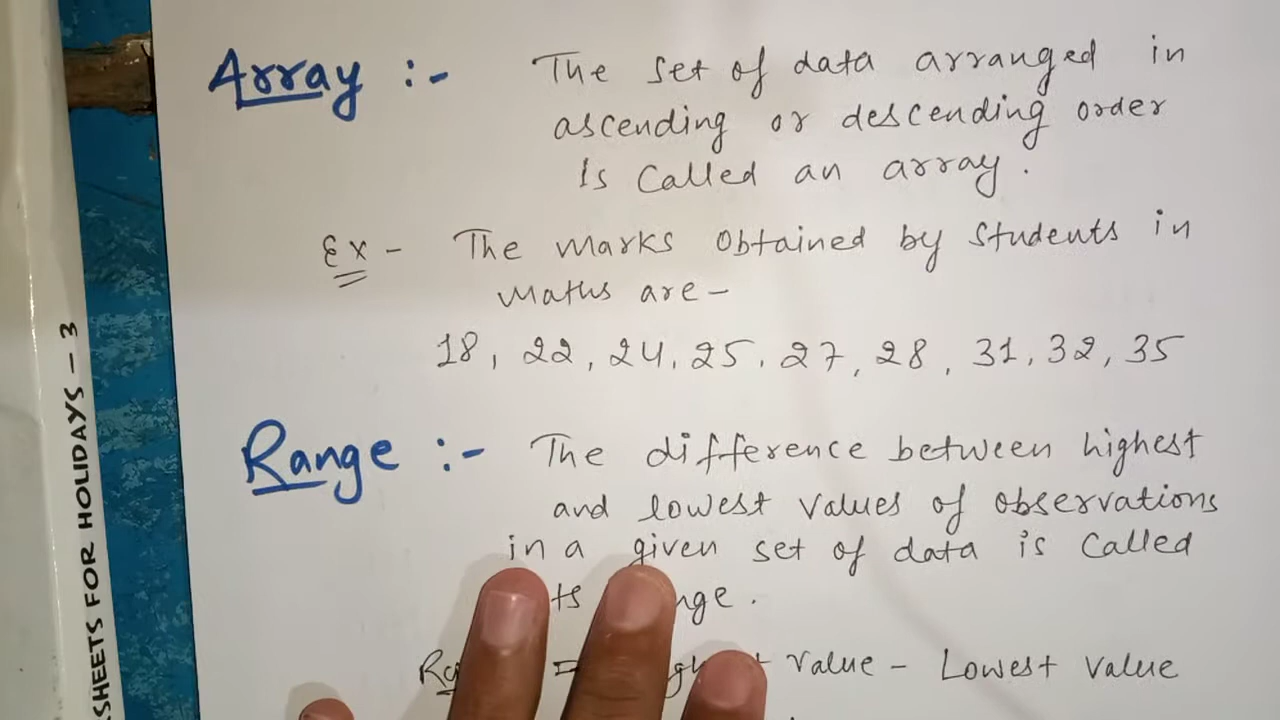 Array :- The set of data arranged in
ascending or descending order
is called an array.
Ex - The marks obtained by students in
Maths are -
18, 22, 24, 25, 27, 28, 31, 32, 35
Range :- The difference between highest
and lowest values of observations
in a given set of data is called
Value - Lowest Value
SHEETS FOR HOLIDAYS - 3